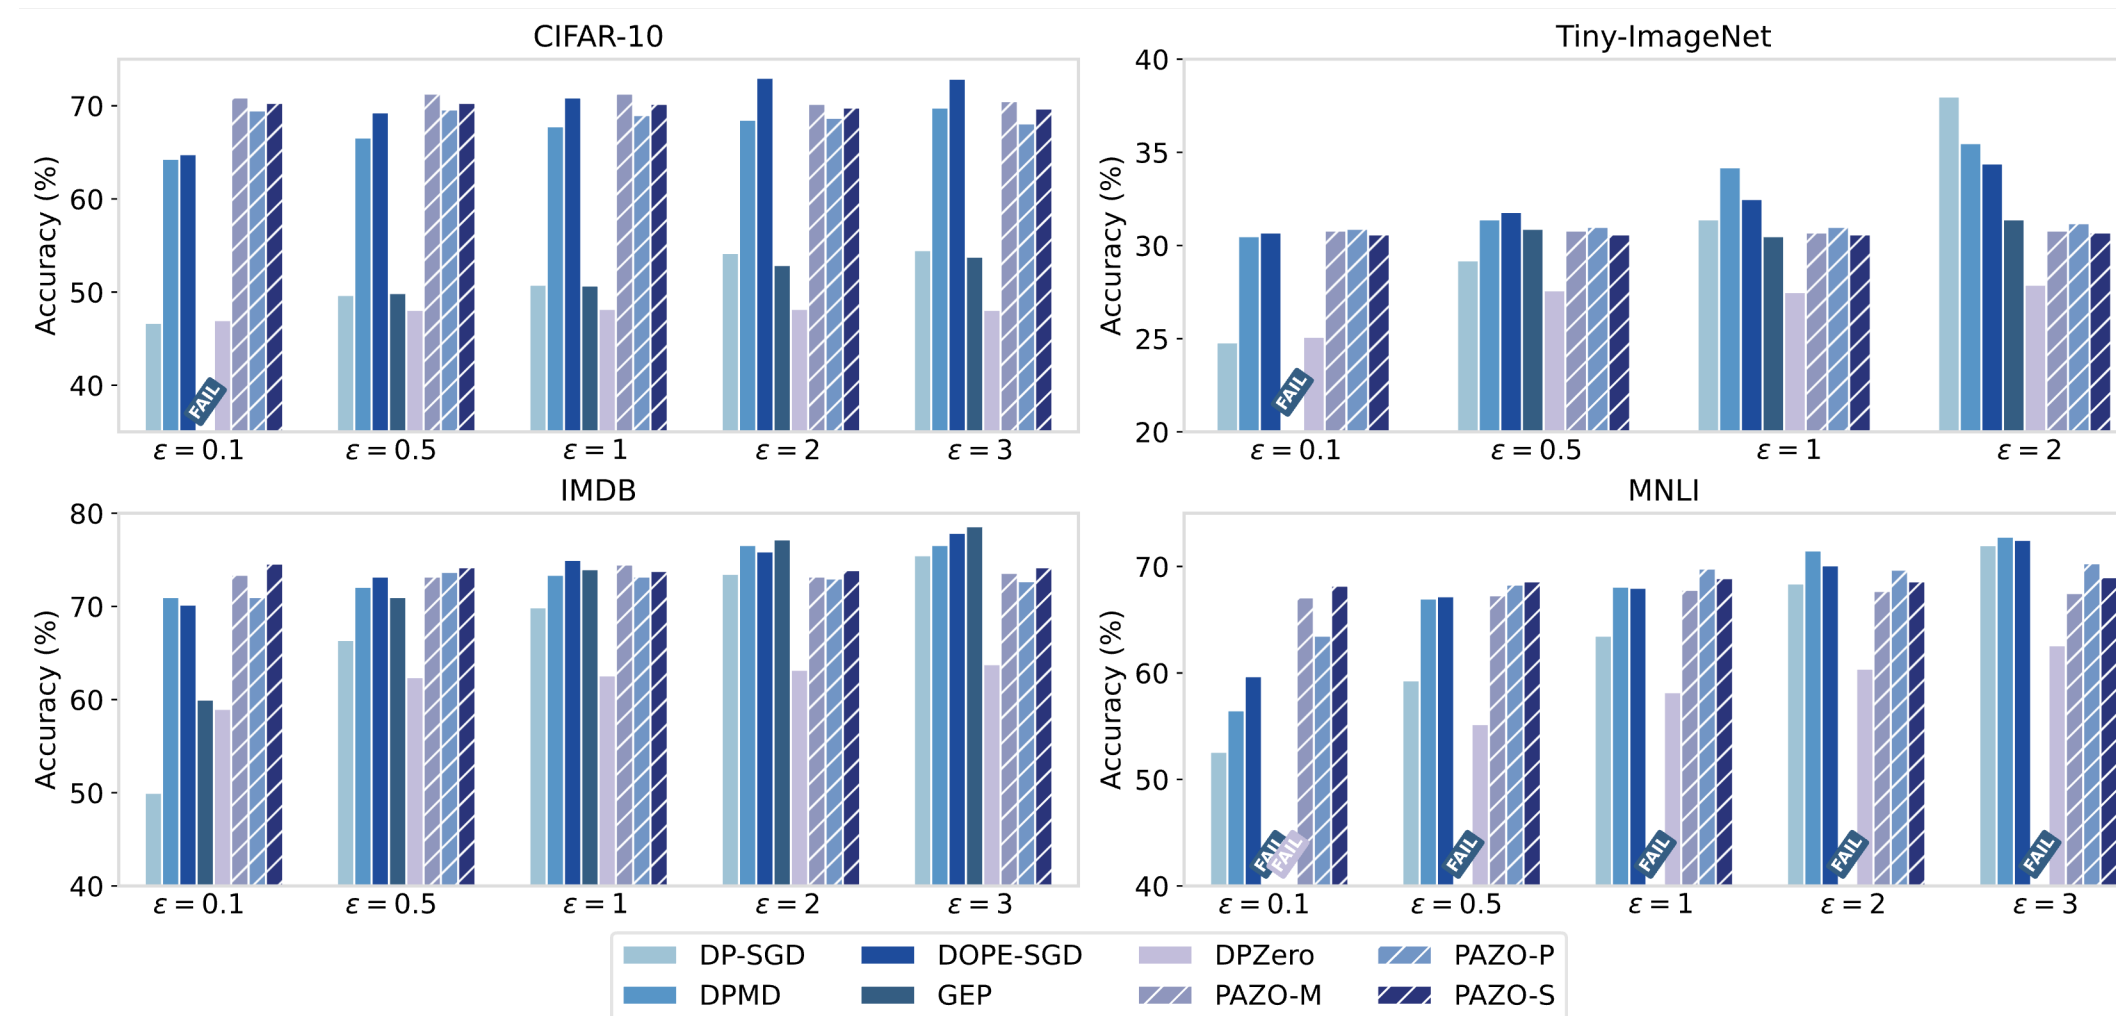 CIFAR-10
Accuracy (%)
70
60
50
40
FAIL
ε = 0.1
ε = 0.5
ε = 1
ε = 2
ε = 3
Tiny-ImageNet
Accuracy (%)
40
35
30
25
20
FAIL
ε = 0.1
ε = 0.5
ε = 1
ε = 2
IMDB
Accuracy (%)
80
70
60
50
40
ε = 0.1
ε = 0.5
ε = 1
ε = 2
ε = 3
MNLI
Accuracy (%)
70
60
50
40
FAIL
FAIL
FAIL
FAIL
FAIL
FAIL
ε = 0.1
ε = 0.5
ε = 1
ε = 2
ε = 3
DP-SGD
DPMD
DOPE-SGD
GEP
DPZero
PAZO-M
PAZO-P
PAZO-S